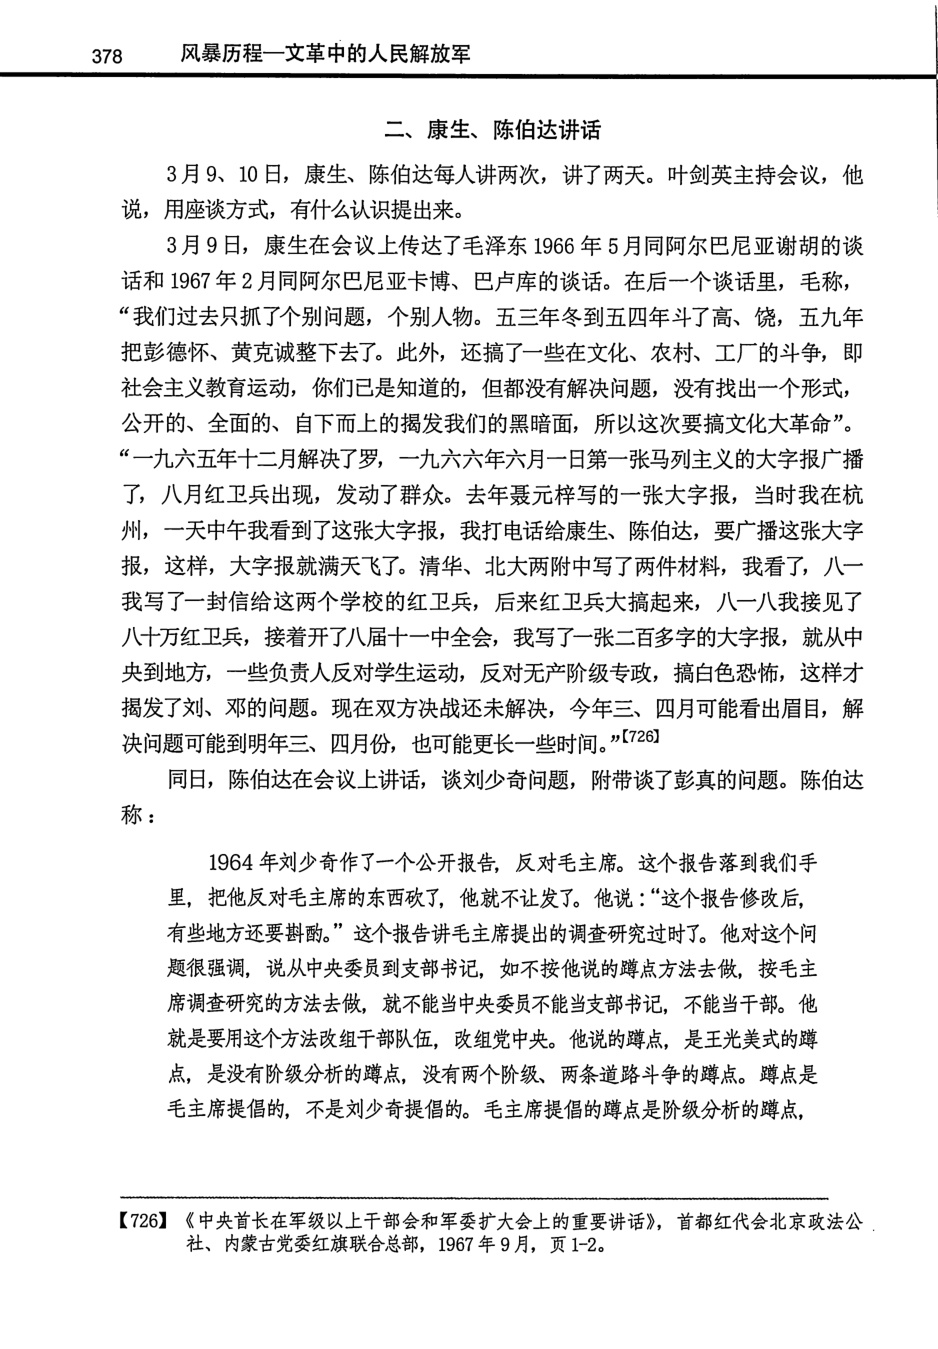 378 风暴历程—文革中的人民解放军
二、康生、陈伯达讲话
3月9、10日，康生、陈伯达每人讲两次，讲了两天。叶剑英主持会议，他
说，用座谈方式，有什么认识提出来。
3月9日，康生在会议上传达了毛泽东1966年5月同阿尔巴尼亚谢胡的谈
话和1967年2月同阿尔巴尼亚卡博、巴卢库的谈话。在后一个谈话里，毛称，
“我们过去只抓了个别问题，个别人物。五三年冬到五四年斗了高、饶，五九年
把彭德怀、黄克诚整下去了。此外，还搞了一些在文化、农村、工厂的斗争，即
社会主义教育运动，你们已是知道的，但都没有解决问题，没有找出一个形式，
公开的、全面的、自下而上的揭发我们的黑暗面，所以这次要搞文化大革命”。
“一九六五年十二月解决了罗，一九六六年六月一日第一张马列主义的大字报广播
了，八月红卫兵出现，发动了群众。去年聂元梓写的一张大字报，当时我在杭
州，一天中午我看到了这张大字报，我打电话给康生、陈伯达，要广播这张大字
报，这样，大字报就满天飞了。清华、北大两附中写了两件材料，我看了，八一
我写了一封信给这两个学校的红卫兵，后来红卫兵大搞起来，八一八我接见了
八十万红卫兵，接着开了八届十一中全会，我写了一张二百多字的大字报，就从中
央到地方，一些负责人反对学生运动，反对无产阶级专政，搞白色恐怖，这样才
揭发了刘、邓的问题。现在双方决战还未解决，今年三、四月可能看出眉目，解
决问题可能到明年三、四月份，也可能更长一些时间。”【726】
同日，陈伯达在会议上讲话，谈刘少奇问题，附带谈了彭真的问题。陈伯达
称：
1964年刘少奇作了一个公开报告，反对毛主席。这个报告落到我们手
里，把他反对毛主席的东西砍了，他就不让发了。他说：“这个报告修改后，
有些地方还要斟酌。”这个报告讲毛主席提出的调查研究过时了。他对这个问
题很强调，说从中央委员到支部书记，如不按他说的蹲点方法去做，按毛主
席调查研究的方法去做，就不能当中央委员不能当支部书记，不能当干部。他
就是要用这个方法改组干部队伍，改组党中央。他说的蹲点，是王光美式的蹲
点，是没有阶级分析的蹲点，没有两个阶级、两条道路斗争的蹲点。蹲点是
毛主席提倡的，不是刘少奇提倡的。毛主席提倡的蹲点是阶级分析的蹲点，
【726】《中央首长在军级以上干部会和军委扩大会上的重要讲话》，首都红代会北京政法公
社、内蒙古党委红旗联合总部，1967年9月，页1-2。